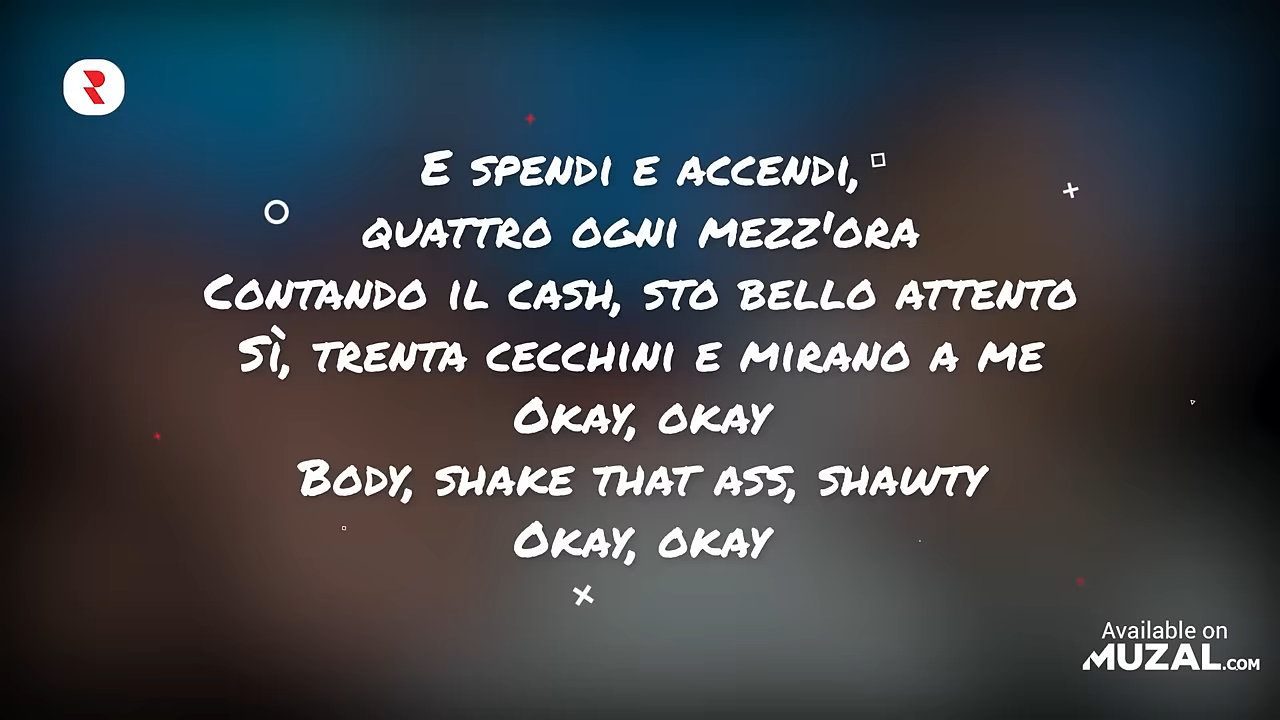 E spendi e accendi,
quattro ogni mezz'ora
Contando il cash, sto bello attento
Sì, trenta cecchini e mirano a me
Okay, okay
Body, shake that ass, shawty
Okay, okay
Available on
MUZAL.COM